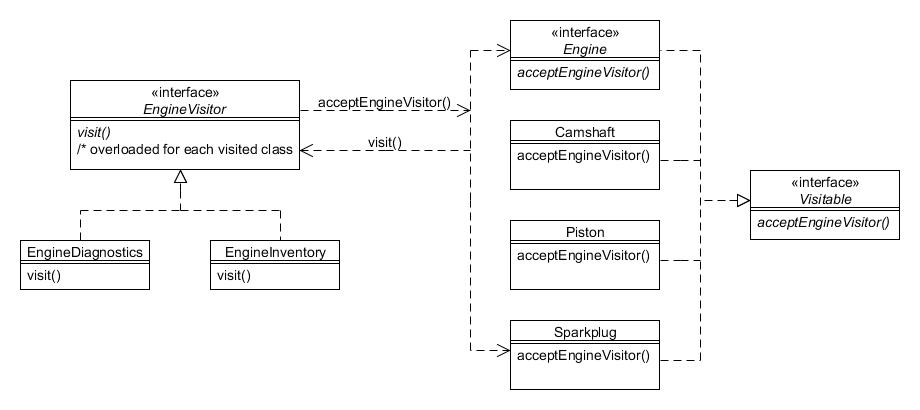 «interface»
EngineVisitor
visit()
/* overloaded for each visited class
EngineDiagnostics
visit()
EngineInventory
visit()
acceptEngineVisitor()
visit()
«interface»
Engine
acceptEngineVisitor()
Camshaft
acceptEngineVisitor()
Piston
acceptEngineVisitor()
Sparkplug
acceptEngineVisitor()
«interface»
Visitable
acceptEngineVisitor()